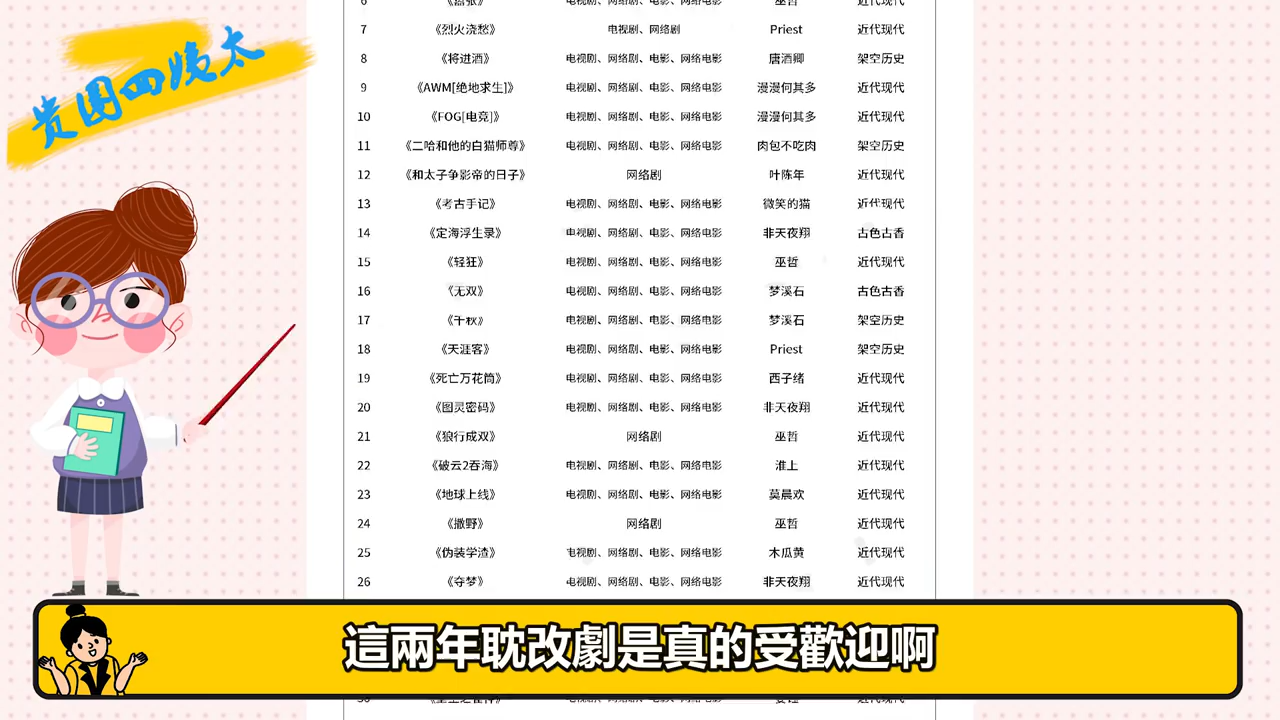 贵圈四姨太
6 《嚣张》 电视剧、网络剧、电影、网络电影 巫哲 近代现代
7 《烈火浇愁》 电视剧、网络剧 Priest 近代现代
8 《将进酒》 电视剧、网络剧、电影、网络电影 唐酒卿 架空历史
9 《AWM[绝地求生]》 电视剧、网络剧、电影、网络电影 漫漫何其多 近代现代
10 《FOG[电竞]》 电视剧、网络剧、电影、网络电影 漫漫何其多 近代现代
11 《二哈和他的白猫师尊》 电视剧、网络剧、电影、网络电影 肉包不吃肉 架空历史
12 《和太子争影帝的日子》 网络剧 叶陈年 近代现代
13 《考古手记》 电视剧、网络剧、电影、网络电影 微笑的猫 近代现代
14 《定海浮生录》 电视剧、网络剧、电影、网络电影 非天夜翔 古色古香
15 《轻狂》 电视剧、网络剧、电影、网络电影 巫哲 近代现代
16 《无双》 电视剧、网络剧、电影、网络电影 梦溪石 古色古香
17 《千秋》 电视剧、网络剧、电影、网络电影 梦溪石 架空历史
18 《天涯客》 电视剧、网络剧、电影、网络电影 Priest 架空历史
19 《死亡万花筒》 电视剧、网络剧、电影、网络电影 西子绪 近代现代
20 《图灵密码》 电视剧、网络剧、电影、网络电影 非天夜翔 近代现代
21 《狼行成双》 网络剧 巫哲 近代现代
22 《破云2吞海》 电视剧、网络剧、电影、网络电影 淮上 近代现代
23 《地球上线》 电视剧、网络剧、电影、网络电影 莫晨欢 近代现代
24 《撒野》 网络剧 巫哲 近代现代
25 《伪装学渣》 电视剧、网络剧、电影、网络电影 木瓜黄 近代现代
26 《夺梦》 电视剧、网络剧、电影、网络电影 非天夜翔 近代现代
這兩年耽改劇是真的受歡迎啊